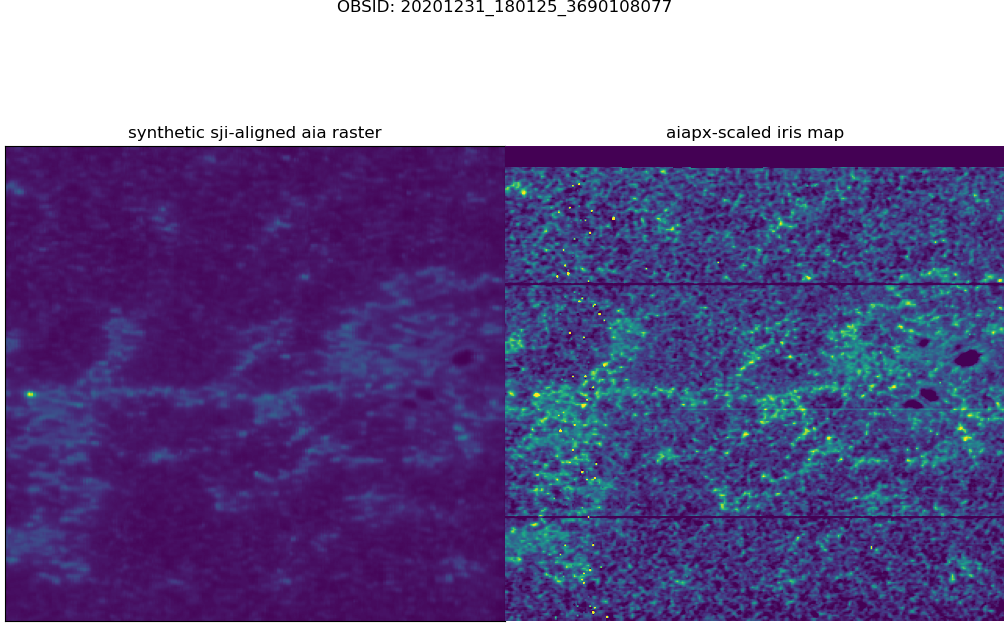 OBSID: 20201231_180125_3690108077
synthetic sji-aligned aia raster
aiapx-scaled iris map